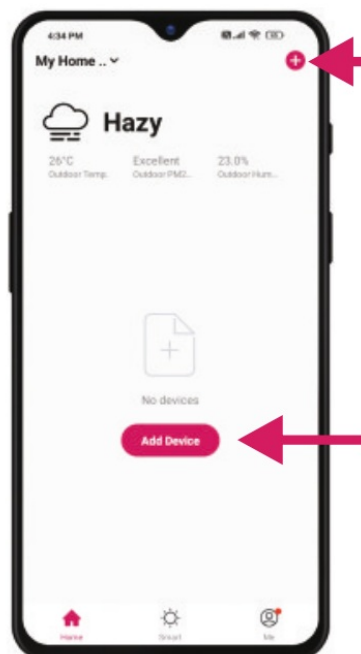 4:34 PM
My Home ..
Hazy
26°C Excellent 23.0%
Outdoor Temp. Outdoor PM2.. Outdoor Hum...
No devices
Add Device
Home Smart Me